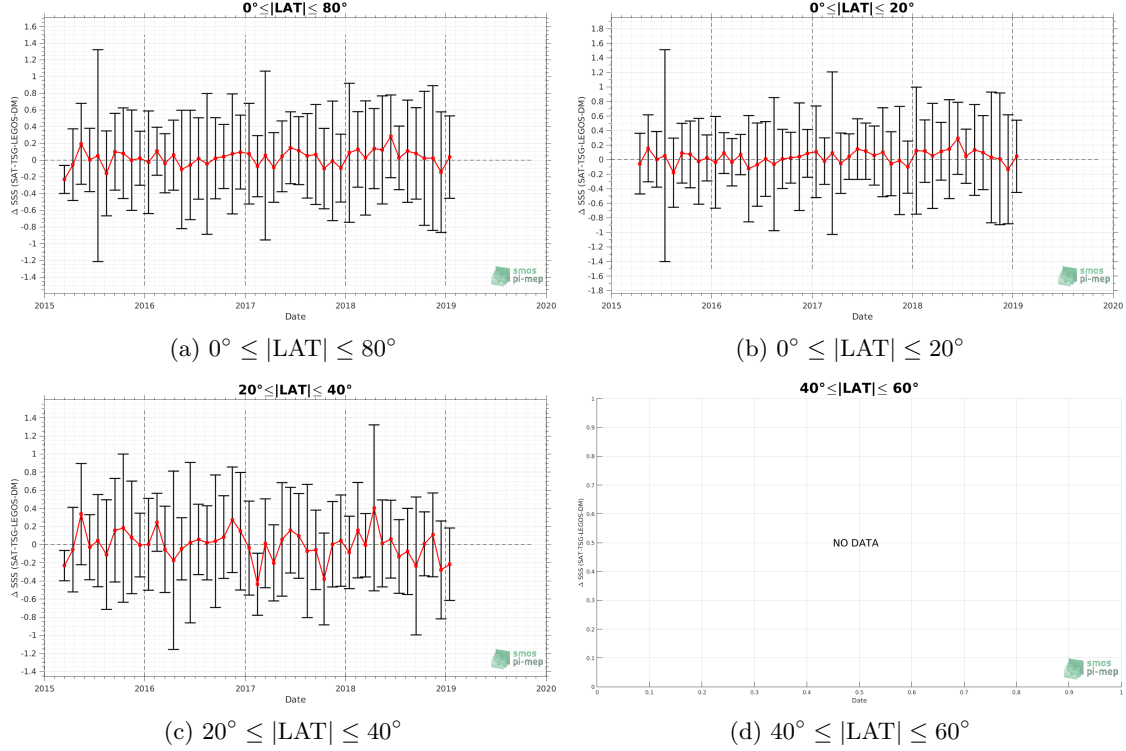 0°≤|LAT|≤ 80°
1.6
1.4
1.2
1
0.8
0.6
0.4
0.2
0
-0.2
-0.4
-0.6
-0.8
-1
-1.2
-1.4
Δ SSS (SAT-TSG-LEGOS-DM)
2015 2016 2017 2018 2019 2020
Date
smos
pi-mep
(a) 0° ≤ |LAT| ≤ 80°
0°≤|LAT|≤ 20°
1.8
1.6
1.4
1.2
1
0.8
0.6
0.4
0.2
0
-0.2
-0.4
-0.6
-0.8
-1
-1.2
-1.4
-1.6
-1.8
Δ SSS (SAT-TSG-LEGOS-DM)
2015 2016 2017 2018 2019 2020
Date
smos
pi-mep
(b) 0° ≤ |LAT| ≤ 20°
20°≤|LAT|≤ 40°
1.4
1.2
1
0.8
0.6
0.4
0.2
0
-0.2
-0.4
-0.6
-0.8
-1
-1.2
-1.4
Δ SSS (SAT-TSG-LEGOS-DM)
2015 2016 2017 2018 2019 2020
Date
smos
pi-mep
(c) 20° ≤ |LAT| ≤ 40°
40°≤|LAT|≤ 60°
1
0.9
0.8
0.7
0.6
0.5
0.4
0.3
0.2
0.1
0
Δ SSS (SAT-TSG-LEGOS-DM)
NO DATA
0 0.1 0.2 0.3 0.4 0.5 0.6 0.7 0.8 0.9 1
Date
smos
pi-mep
(d) 40° ≤ |LAT| ≤ 60°